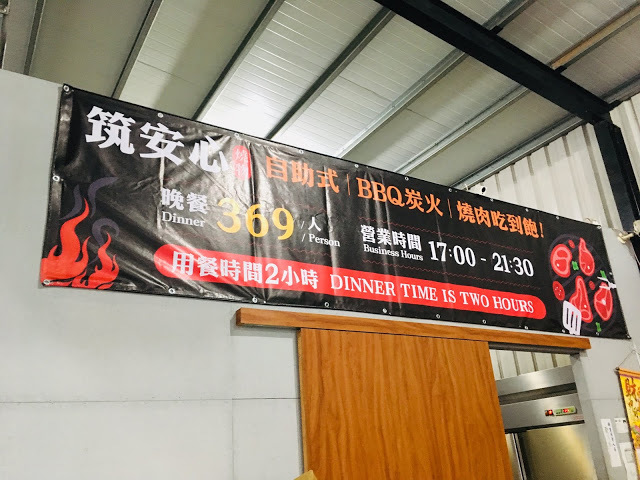 筑安心 自助式 | BBQ炭火 | 燒肉吃到飽!
晚餐 369 /人
Dinner / Person
營業時間 17:00 - 21:30
Business Hours
用餐時間2小時 DINNER TIME IS TWO HOURS
財